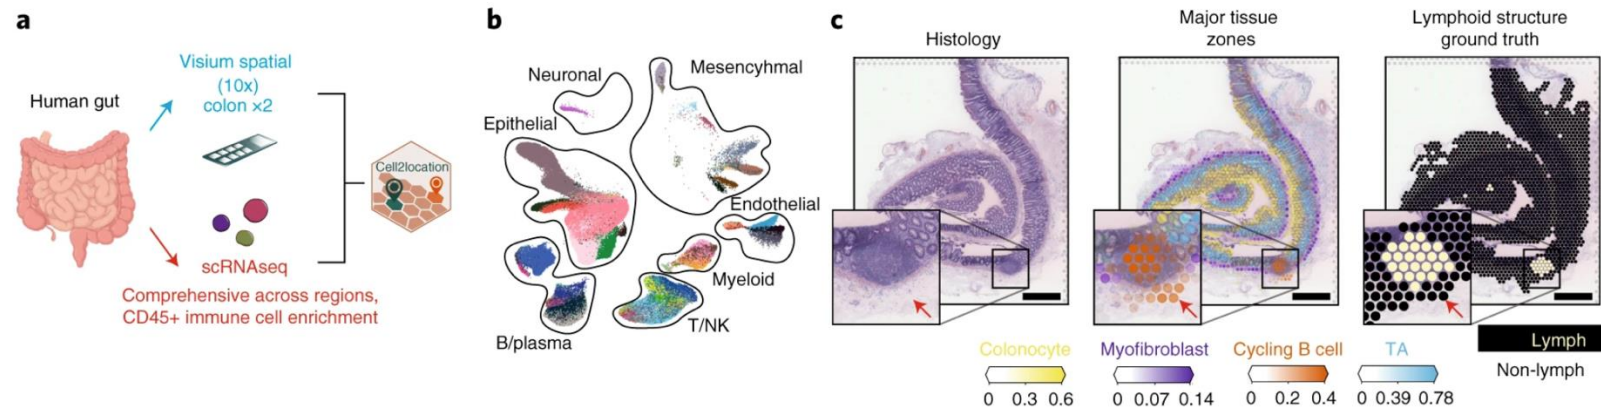 a
Human gut
Visium spatial
(10x)
colon ×2
Cell2location
scRNAseq
Comprehensive across regions,
CD45+ immune cell enrichment
b
Neuronal
Mesencyhmal
Epithelial
Endothelial
Myeloid
T/NK
B/plasma
c
Histology
Major tissue
zones
Lymphoid structure
ground truth
Colonocyte
0 0.3 0.6
Myofibroblast
0 0.07 0.14
Cycling B cell
0 0.2 0.4
TA
0 0.39 0.78
Lymph
Non-lymph